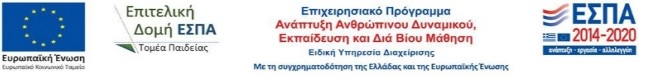 Ευρωπαϊκή Ένωση
Ευρωπαϊκό Κοινωνικό Ταμείο
Επιτελική
Δομή ΕΣΠΑ
Τομέα Παιδείας
Επιχειρησιακό Πρόγραμμα
Ανάπτυξη Ανθρώπινου Δυναμικού,
Εκπαίδευση και Διά Βίου Μάθηση
Ειδική Υπηρεσία Διαχείρισης
Με τη συγχρηματοδότηση της Ελλάδας και της Ευρωπαϊκής Ένωσης
ΕΣΠΑ
2014-2020
ανάπτυξη - εργασία - αλληλεγγύη